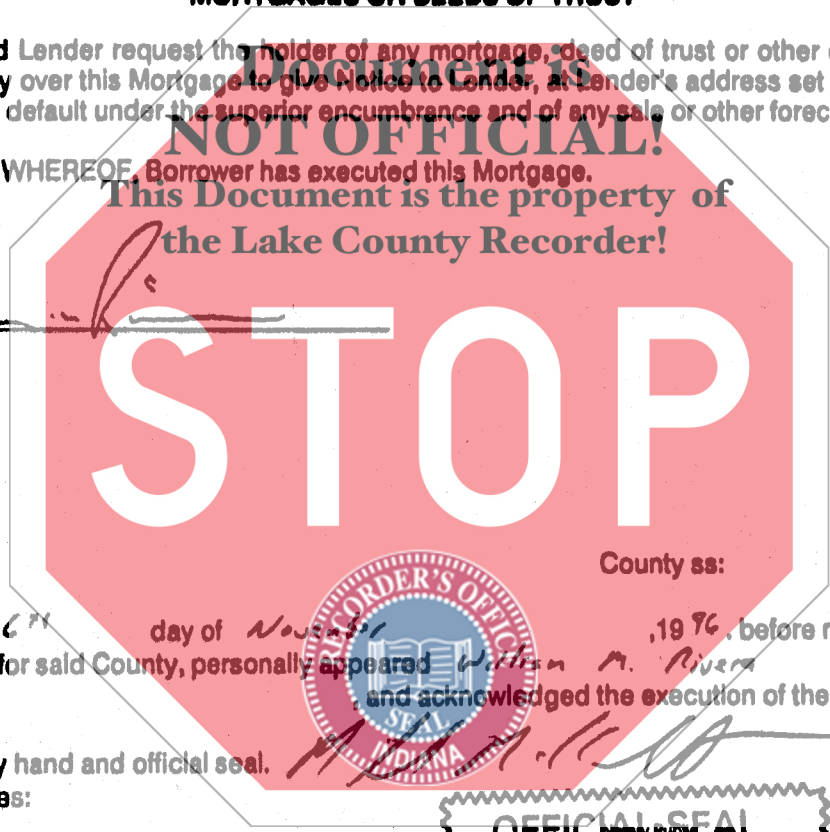 MORTGAGES OR DEEDS OF TRUST
Lender request the holder of any mortgage, deed of trust or other
over this Mortgage to give Notice to Lender, at Lender's address set
default under the superior encumbrance and of any sale or other forec
WHEREOF, Borrower has executed this Mortgage.
Document is
NOT OFFICIAL!
This Document is the property of
the Lake County Recorder!
STOP
County ss:
day of November ,1996, before
for said County, personally appeared William M. Rivera
, and acknowledged the execution of the
hand and official seal.
es:
RECORDER'S OFFICE
SEAL
INDIANA
OFFICIAL SEAL